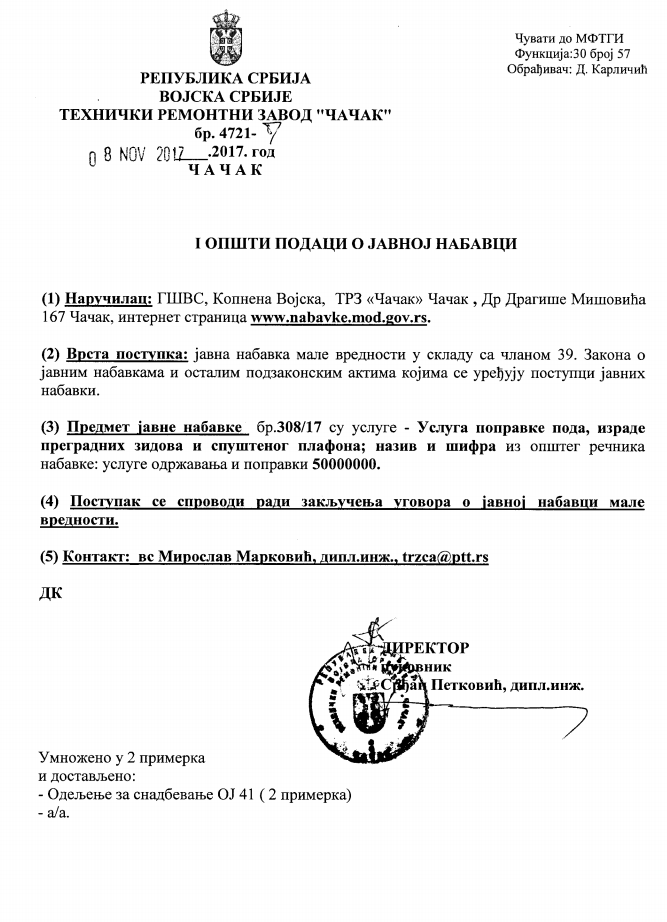 Чувати до МФТГИ
Функција:30 број 57
Обрађивач: Д. Карличић
РЕПУБЛИКА СРБИЈА
ВОЈСКА СРБИЈЕ
ТЕХНИЧКИ РЕМОНТНИ ЗАВОД "ЧАЧАК"
бр. 4721-
08 NOV 2017 .2017. год
Ч А Ч А К
I ОПШТИ ПОДАЦИ О ЈАВНОЈ НАБАВЦИ
(1) Наручилац: ГШВС, Копнена Војска, ТРЗ «Чачак» Чачак , Др Драгише Мишовића
167 Чачак, интернет страница www.nabavke.mod.gov.rs.
(2) Врста поступка: јавна набавка мале вредности у складу са чланом 39. Закона о
јавним набавкама и осталим подзаконским актима којима се уређују поступци јавних
набавки.
(3) Предмет јавне набавке бр.308/17 су услуге - Услуга поправке пода, израде
преградних зидова и спуштеног плафона; назив и шифра из општег речника
набавке: услуге одржавања и поправки 50000000.
(4) Поступак се спроводи ради закључења уговора о јавној набавци мале
вредности.
(5) Контакт: вс Мирослав Марковић, дипл.инж., trzca@ptt.rs
ДК
ДИРЕКТОР
пуковник
Срђан Петковић, дипл.инж.
Умножено у 2 примерка
и достављено:
- Одељење за снадбевање ОЈ 41 ( 2 примерка)
- а/а.